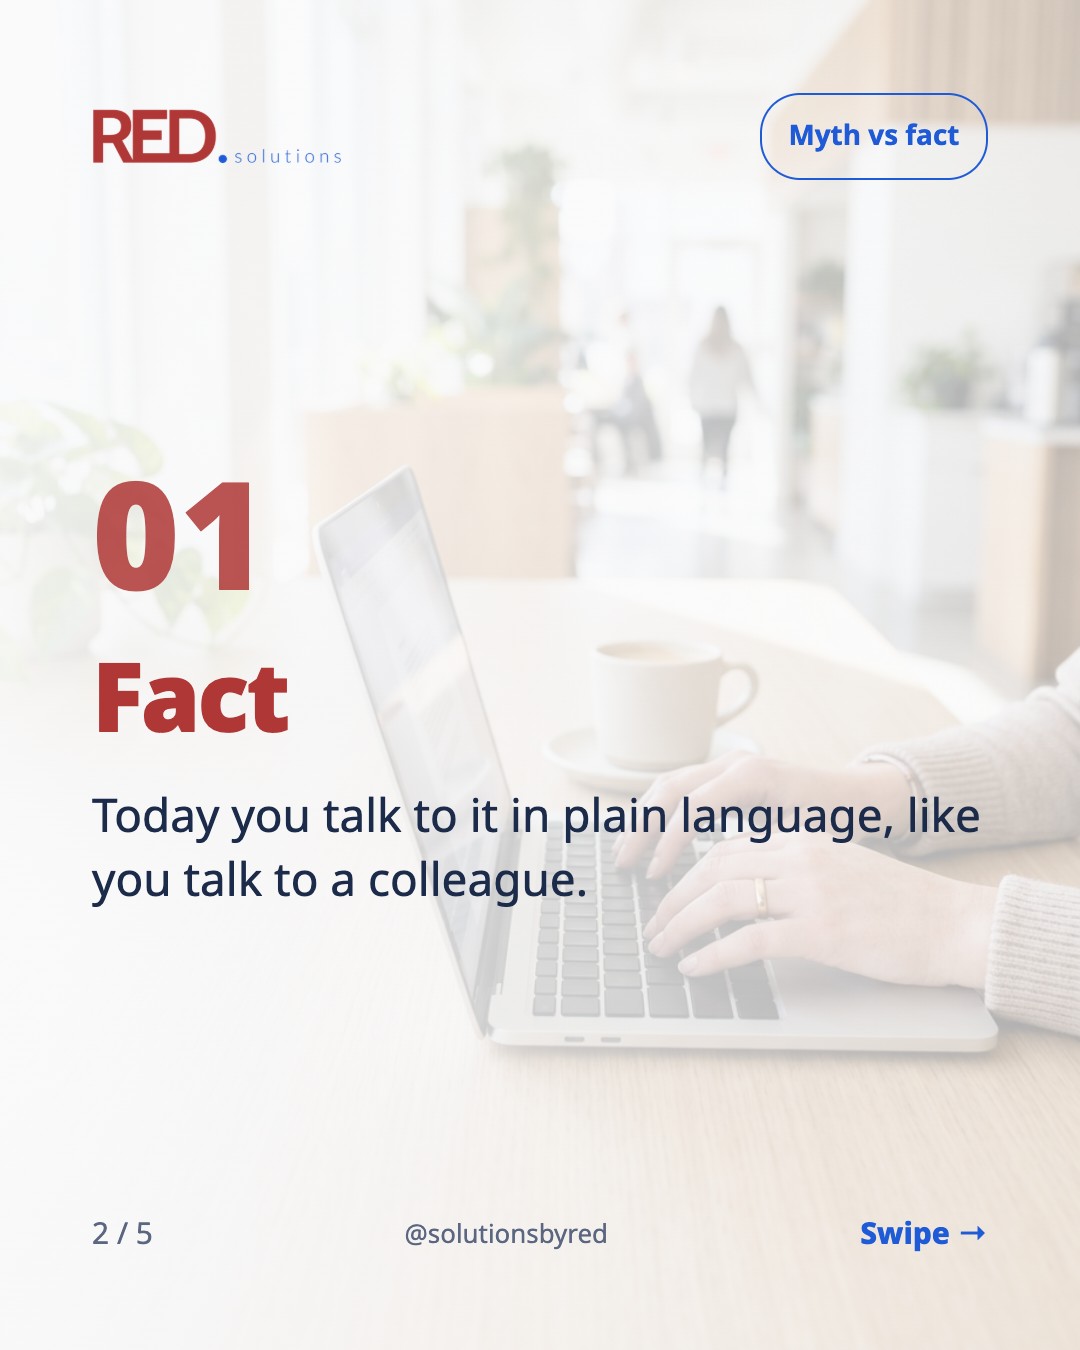 RED.solutions
Myth vs fact
01
Fact
Today you talk to it in plain language, like
you talk to a colleague.
2 / 5
@solutionsbyred
Swipe →